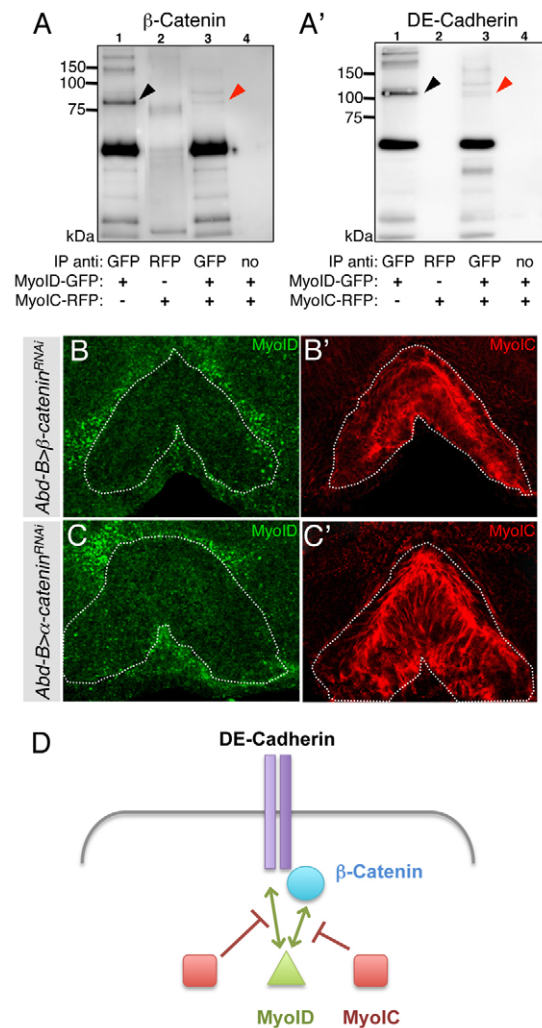 A
β-Catenin
1 2 3 4
150
100
75
kDa
IP anti: GFP RFP GFP no
MyoID-GFP: + - + +
MyoIC-RFP: - + + +
A'
DE-Cadherin
1 2 3 4
150
100
75
kDa
IP anti: GFP RFP GFP no
MyoID-GFP: + - + +
MyoIC-RFP: - + + +
Abd-B>β-catenin^RNAi
B
MyoID
B'
MyoIC
Abd-B>α-catenin^RNAi
C
MyoID
C'
MyoIC
D
DE-Cadherin
β-Catenin
MyoID
MyoIC